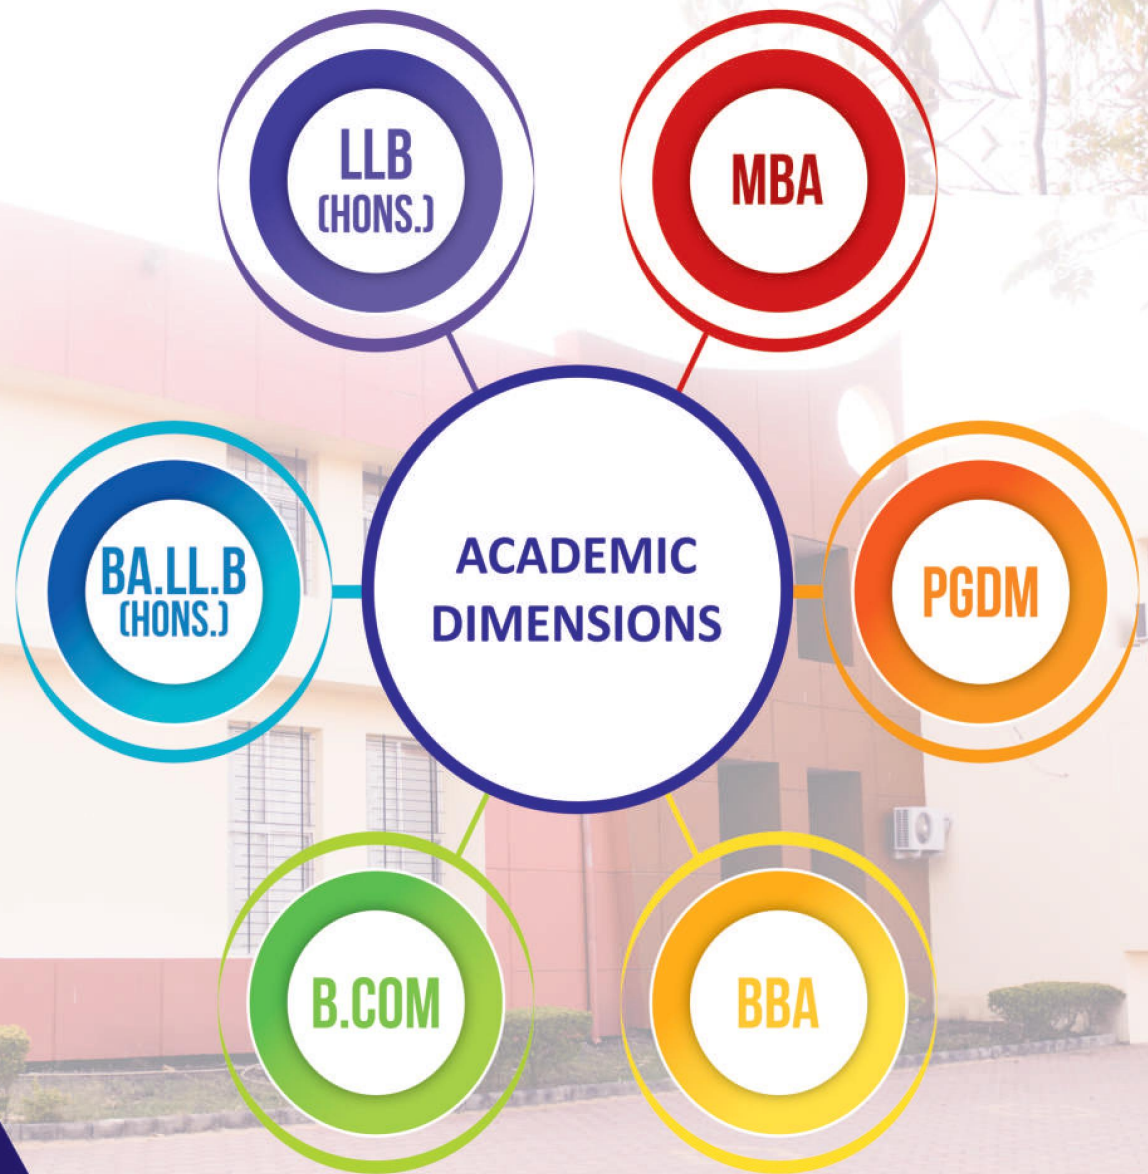 LLB
(HONS.)
MBA
BA.LL.B
(HONS.)
ACADEMIC
DIMENSIONS
PGDM
B.COM
BBA